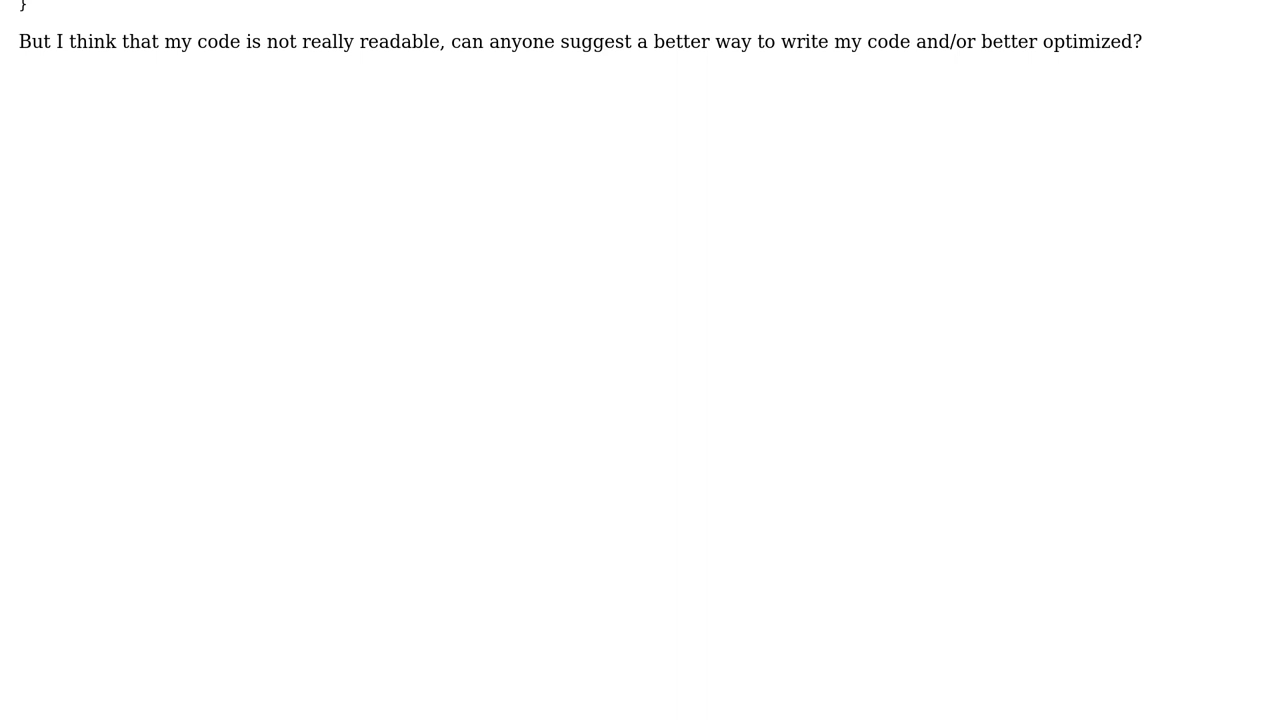 }
But I think that my code is not really readable, can anyone suggest a better way to write my code and/or better optimized?